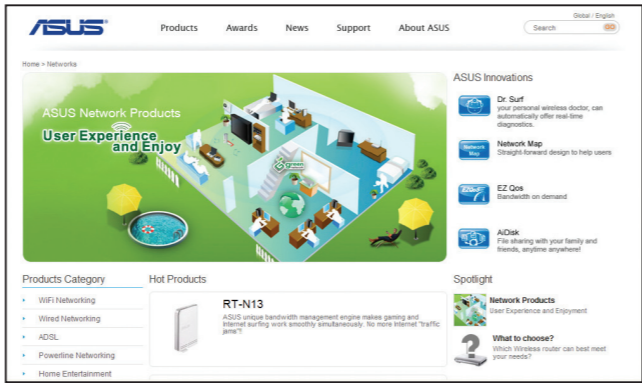 Global / English
ASUS
Products
Awards
News
Support
About ASUS
Search
GO
Home > Networks
ASUS Network Products
User Experience
and Enjoy
green
ASUS Innovations
Dr. Surf
your personal wireless doctor, can
automatically offer real-time
diagnostics.
Network
Map
Network Map
Straight-forward design to help users
EZ Qos
Bandwidth on demand
AiDisk
File sharing with your family and
friends, anytime anywhere!
Products Category
WiFi Networking
Wired Networking
ADSL
Powerline Networking
Home Entertainment
Hot Products
RT-N13
ASUS unique bandwidth management engine makes gaming and
Internet surfing work smoothly simultaneously. No more Internet "traffic
jams"!
Spotlight
Network Products
User Experience and Enjoyment
What to choose?
Which Wireless router can best meet
your needs?